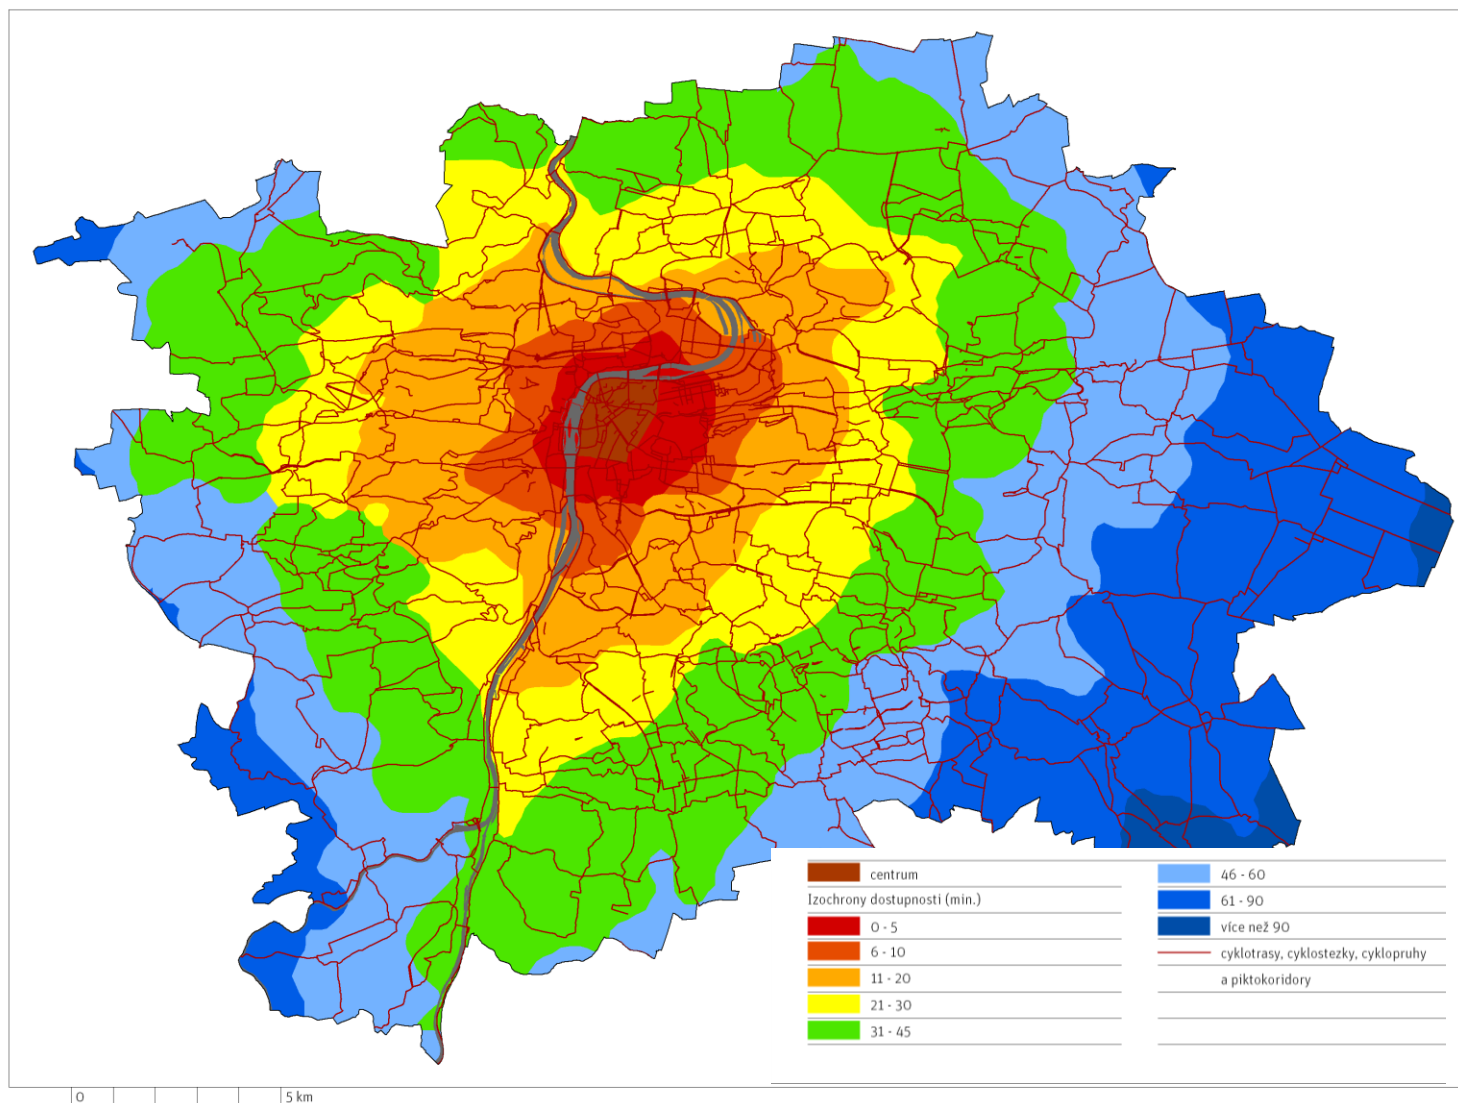 centrum
Izochrony dostupnosti (min.)
0 - 5
6 - 10
11 - 20
21 - 30
31 - 45
46 - 60
61 - 90
více než 90
cyklotrasy, cyklostezky, cyklopruhy
a piktokoridory
0 5 km